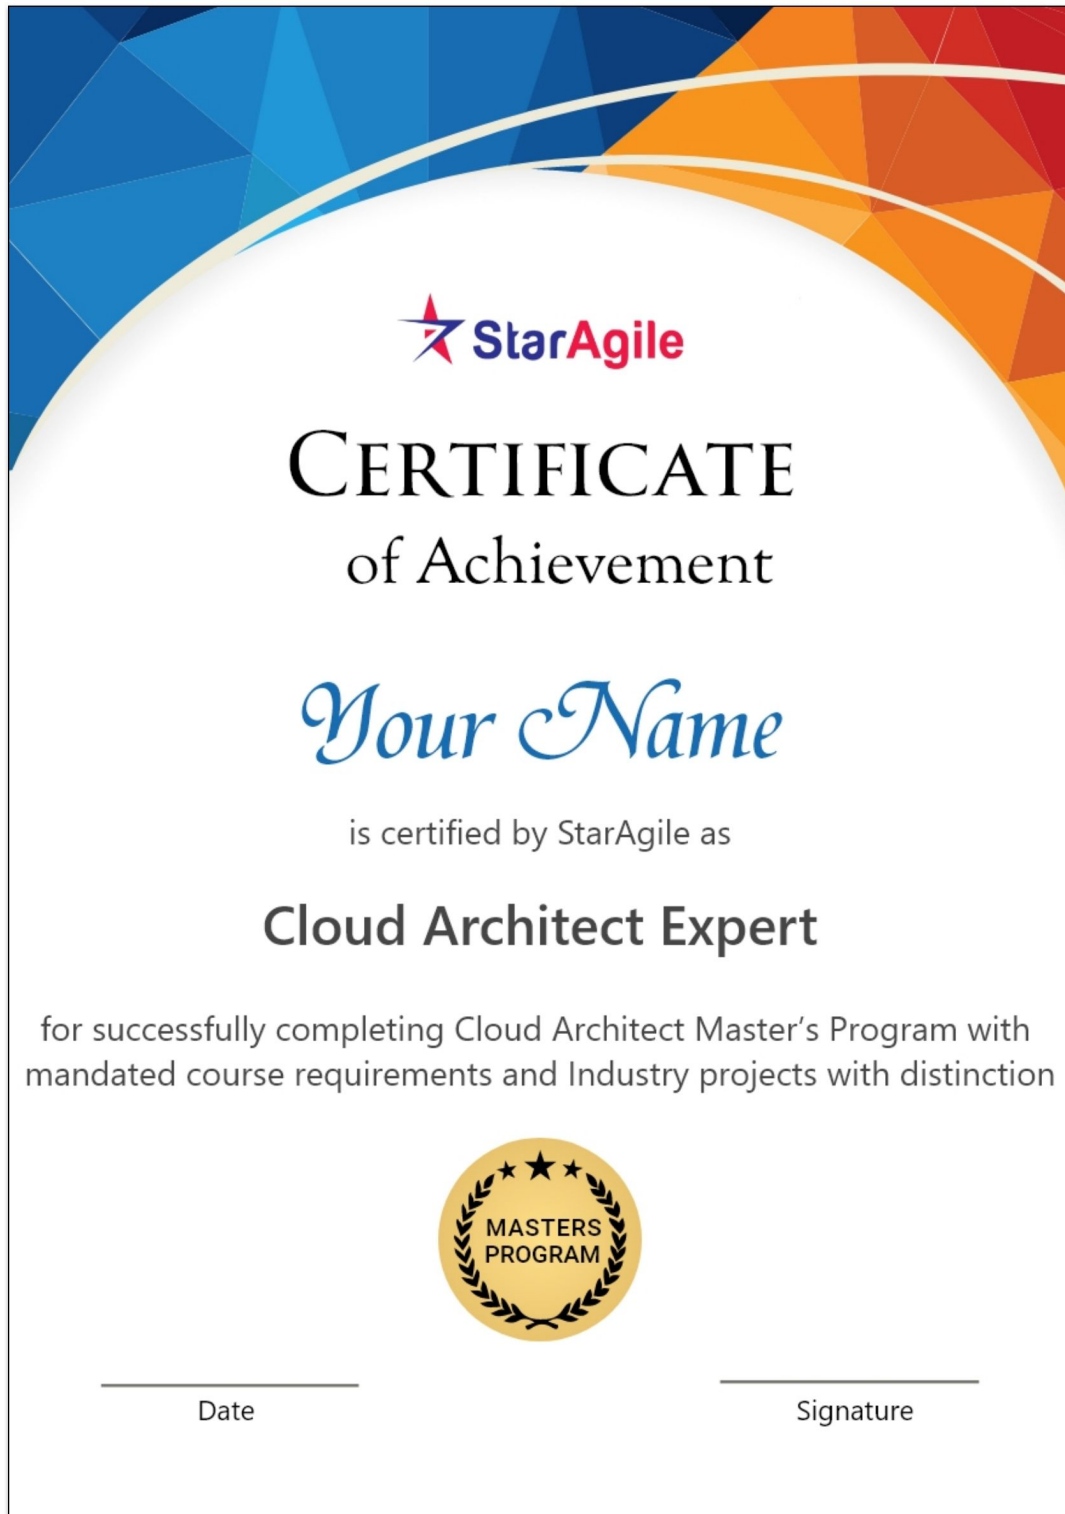 StarAgile
CERTIFICATE
of Achievement
Your Name
is certified by StarAgile as
Cloud Architect Expert
for successfully completing Cloud Architect Master’s Program with
mandated course requirements and Industry projects with distinction
MASTERS
PROGRAM
Date
Signature